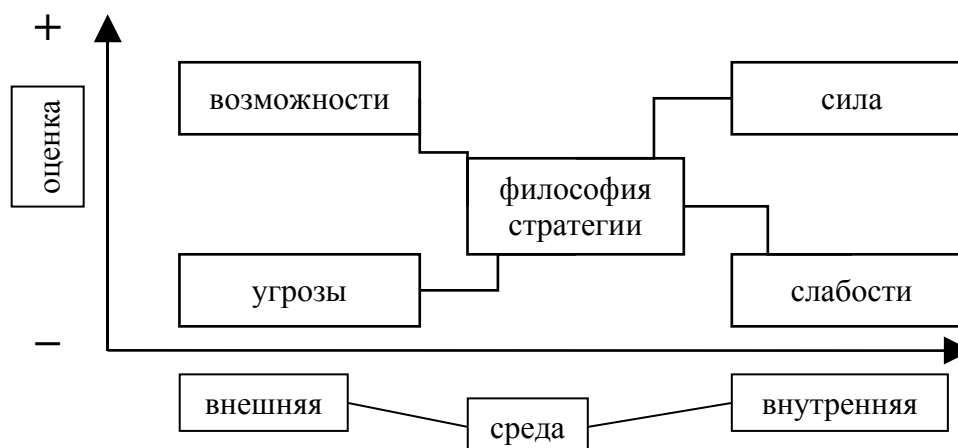 +
возможности
сила
оценка
философия
стратегии
угрозы
слабости
–
внешняя
среда
внутренняя